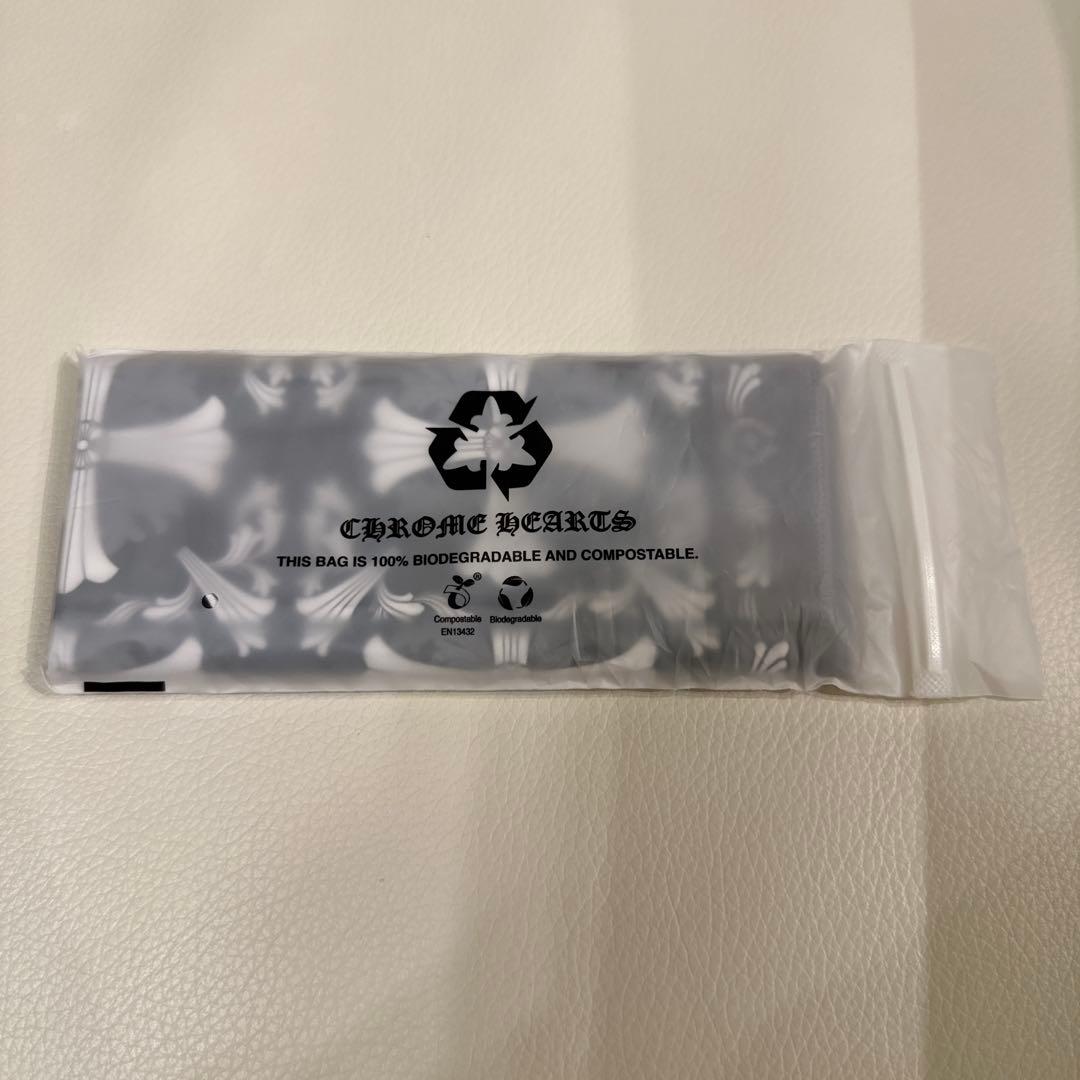 CHROME HEARTS
THIS BAG IS 100% BIODEGRADABLE AND COMPOSTABLE.
® 
Compostable Biodegradable
EN13432